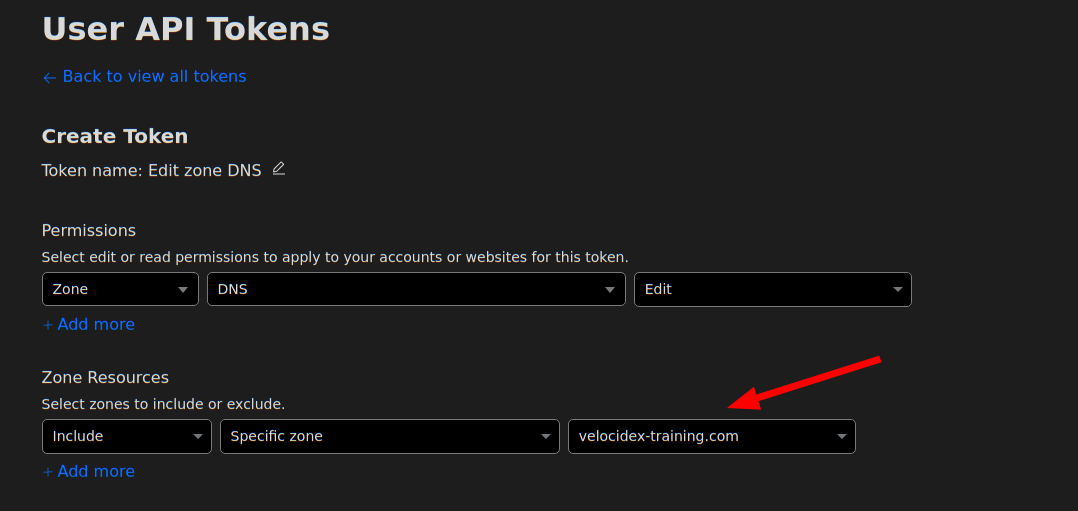 User API Tokens
← Back to view all tokens
Create Token
Token name: Edit zone DNS
Permissions
Select edit or read permissions to apply to your accounts or websites for this token.
Zone DNS Edit
+ Add more
Zone Resources
Select zones to include or exclude.
Include Specific zone velocidex-training.com
+ Add more